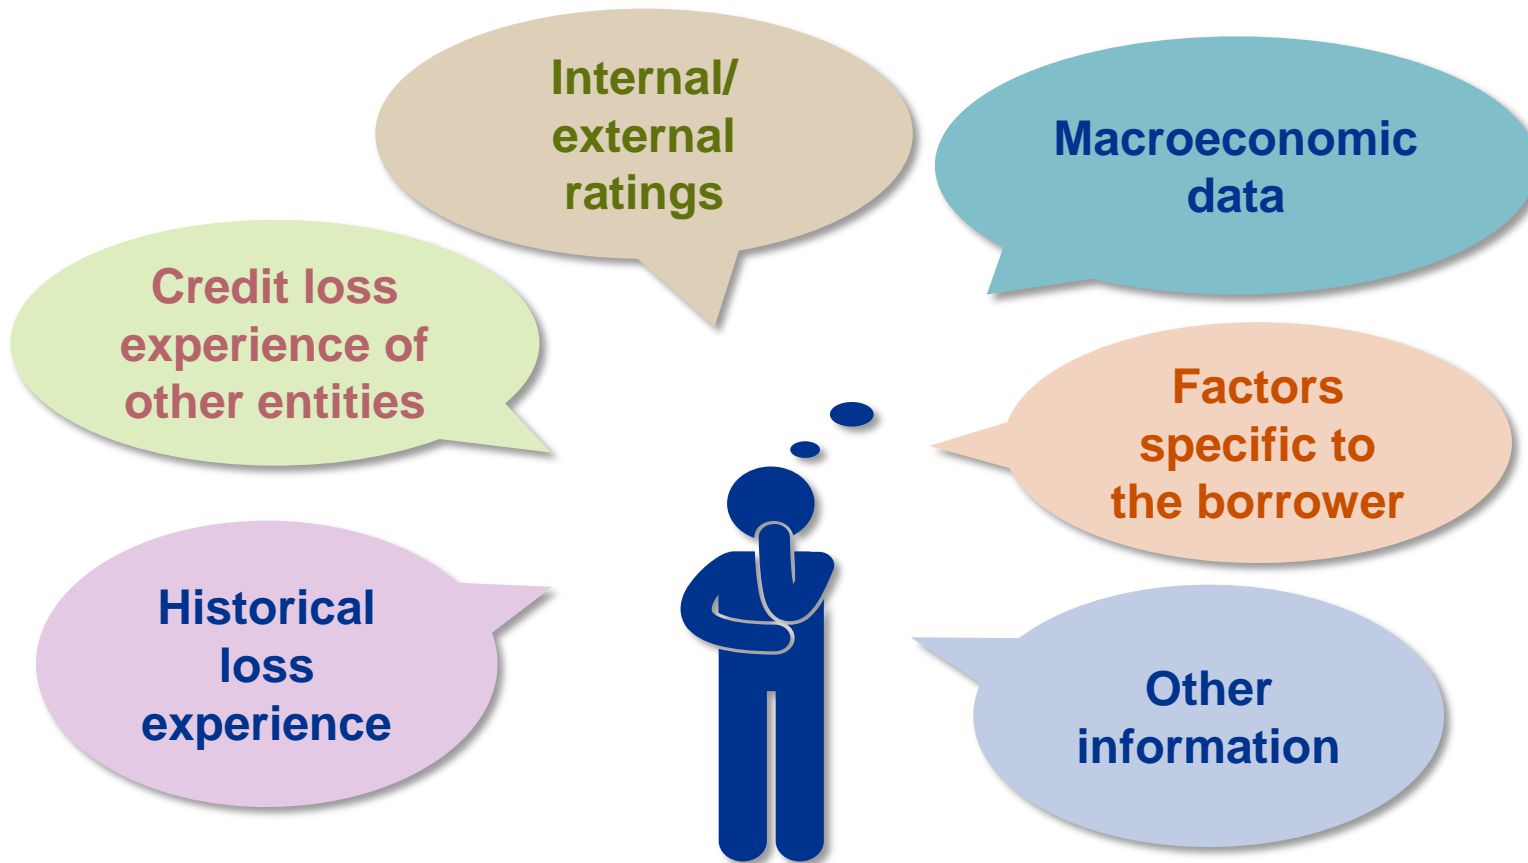 Internal/
external
ratings
Macroeconomic
data
Credit loss
experience of
other entities
Factors
specific to
the borrower
Historical
loss
experience
Other
information